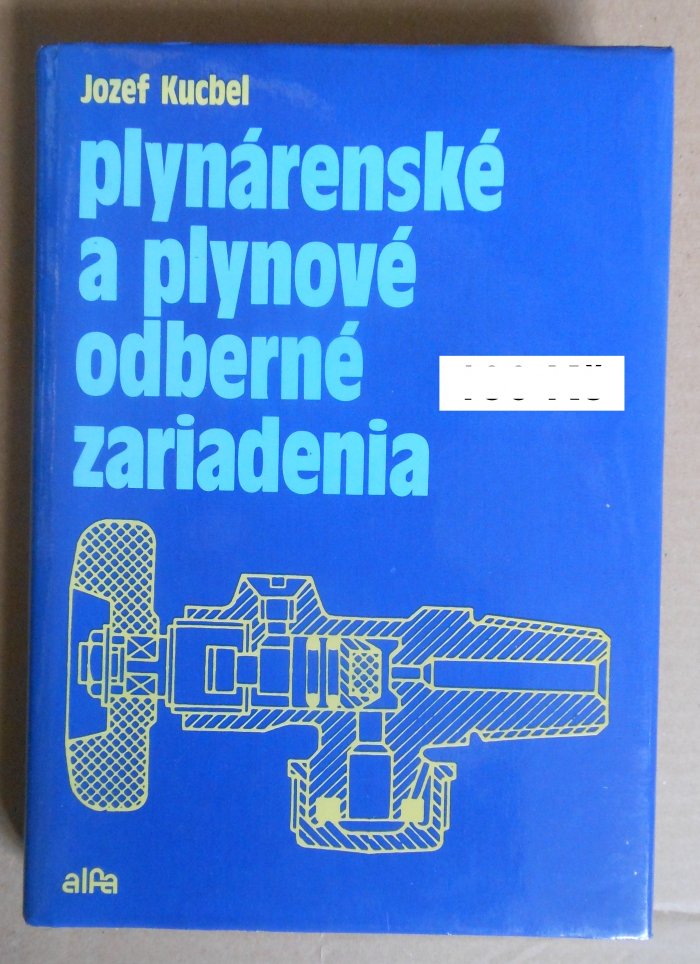 Jozef Kucbel
plynárenské
a plynové
odberné
zariadenia
alfa